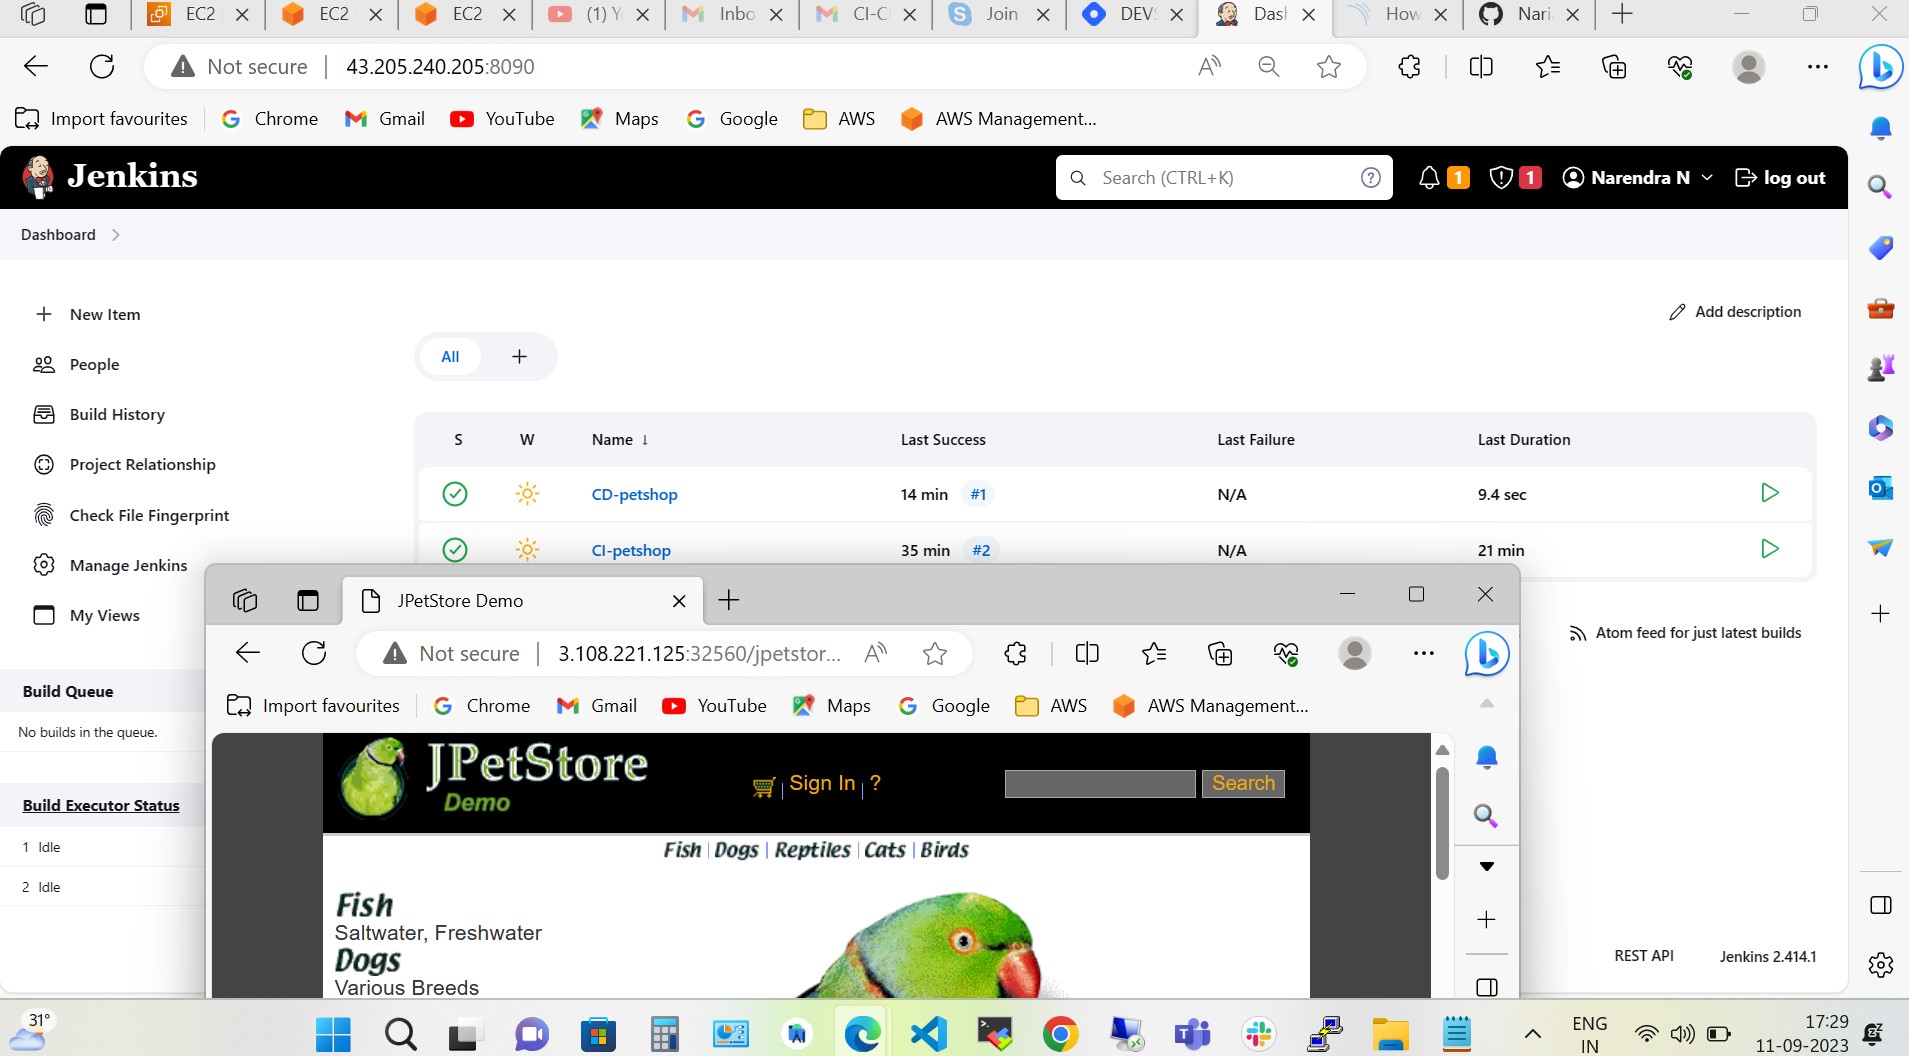 EC2 EC2 EC2 (1) Y Inbo CI-C Join DEV Das How Nari
Not secure 43.205.240.205:8090
Import favourites Chrome Gmail YouTube Maps Google AWS AWS Management...
Jenkins Search (CTRL+K) 1 1 Narendra N log out
Dashboard
New Item
Add description
People
All +
Build History
S W Name ↓ Last Success Last Failure Last Duration
Project Relationship
CD-petshop 14 min #1 N/A 9.4 sec
Check File Fingerprint
CI-petshop 35 min #2 N/A 21 min
Manage Jenkins
My Views
JPetStore Demo
Atom feed for just latest builds
Not secure 3.108.221.125:32560/jpetstor...
Build Queue
Import favourites Chrome Gmail YouTube Maps Google AWS AWS Management...
No builds in the queue.
JPetStore
Demo
Sign In ? Search
Build Executor Status
1 Idle
Fish Dogs Reptiles Cats Birds
2 Idle
Fish
Saltwater, Freshwater
Dogs
Various Breeds
REST API Jenkins 2.414.1
31°
ENG
IN
17:29
11-09-2023